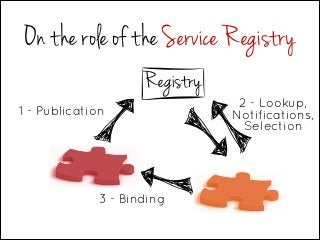 On the role of the Service Registry
Registry
1 - Publication
2 - Lookup,
Notifications,
Selection
3 - Binding